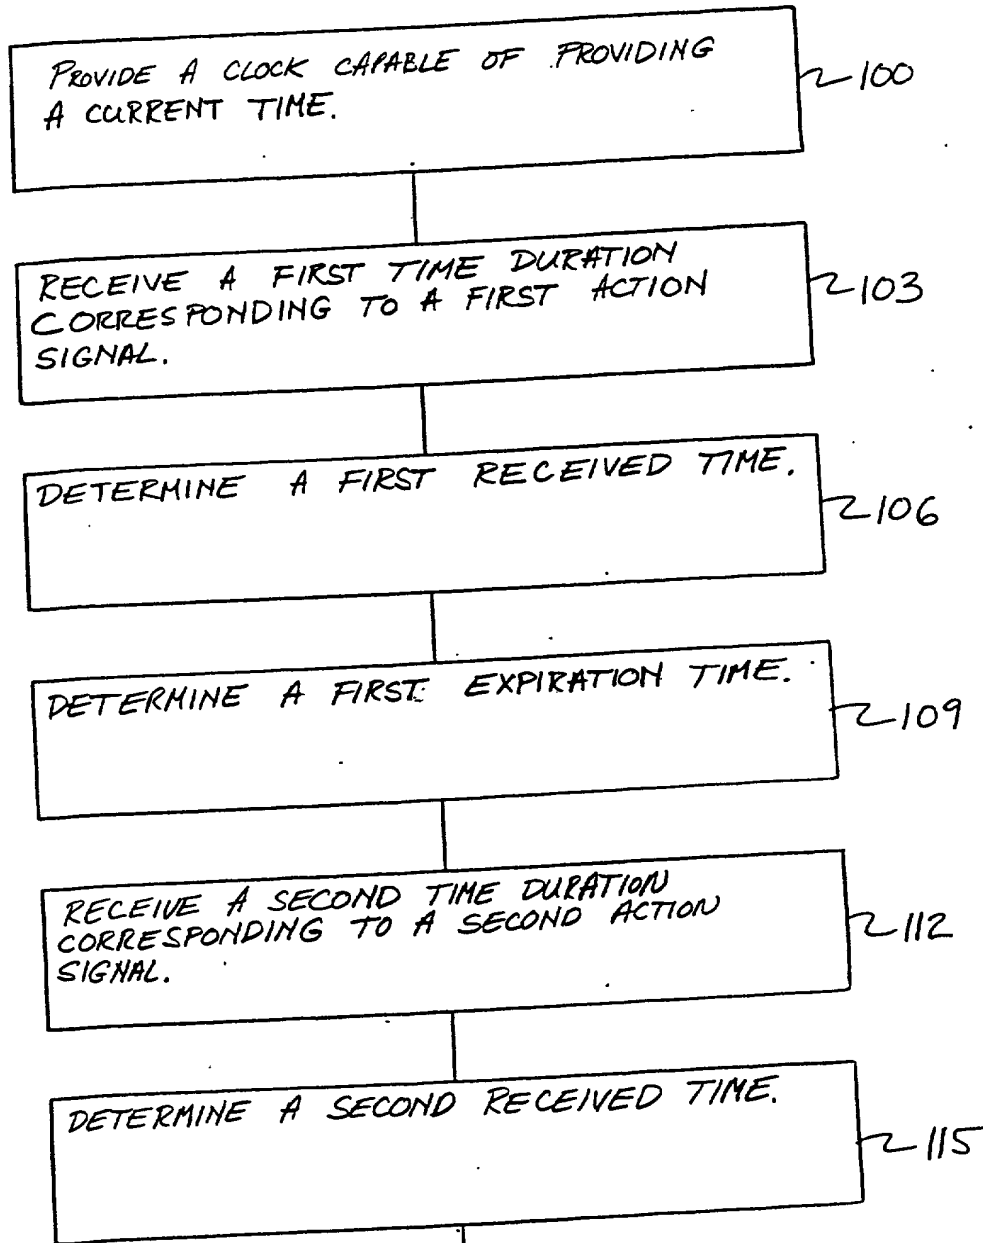 PROVIDE A CLOCK CAPABLE OF PROVIDING
A CURRENT TIME.
100
RECEIVE A FIRST TIME DURATION
CORRESPONDING TO A FIRST ACTION
SIGNAL.
103
DETERMINE A FIRST RECEIVED TIME.
106
DETERMINE A FIRST EXPIRATION TIME.
109
RECEIVE A SECOND TIME DURATION
CORRESPONDING TO A SECOND ACTION
SIGNAL.
112
DETERMINE A SECOND RECEIVED TIME.
115